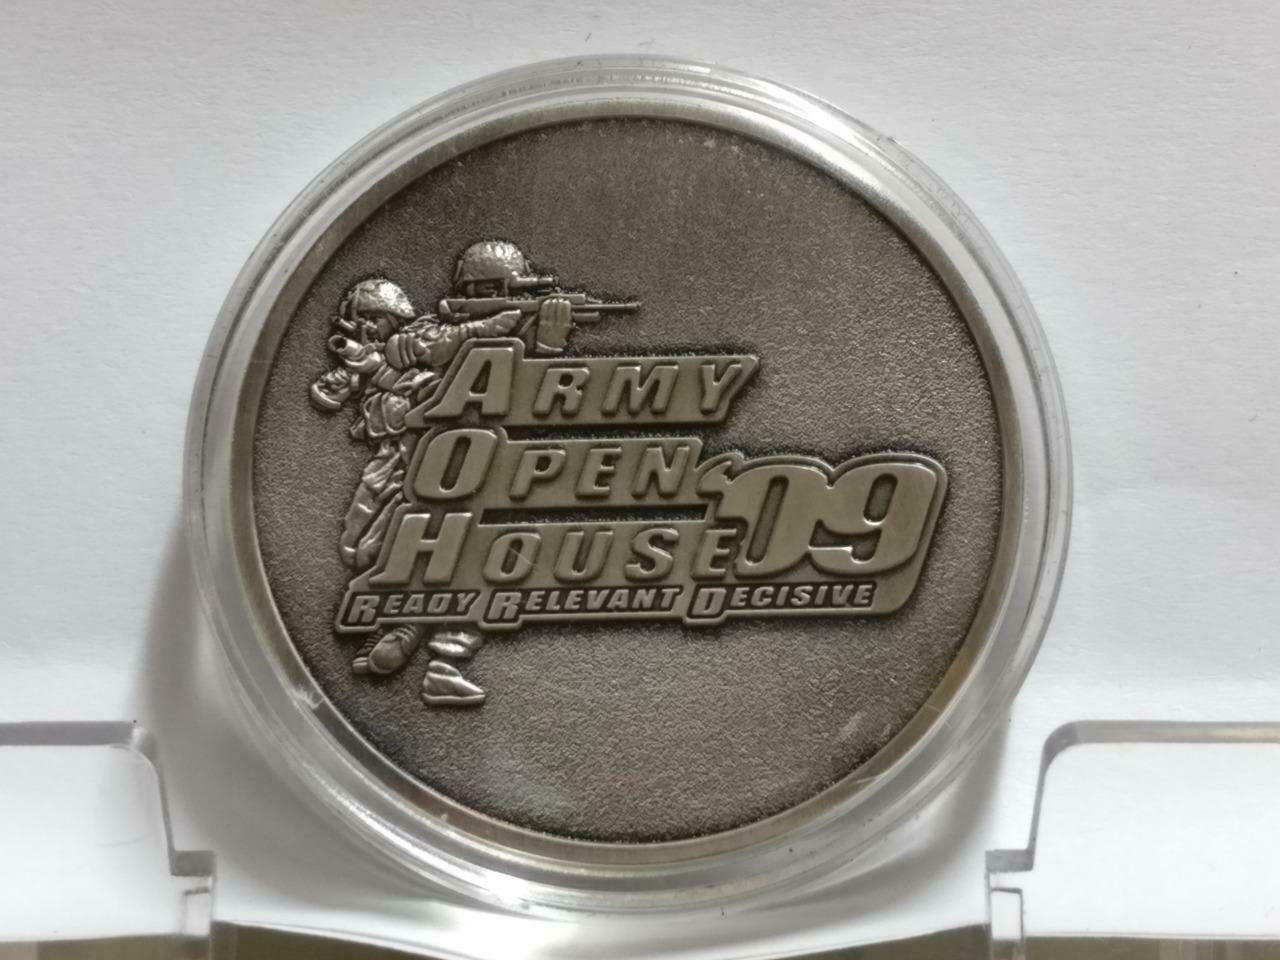 ARMY
OPEN
HOUSE '09
READY RELEVANT DECISIVE